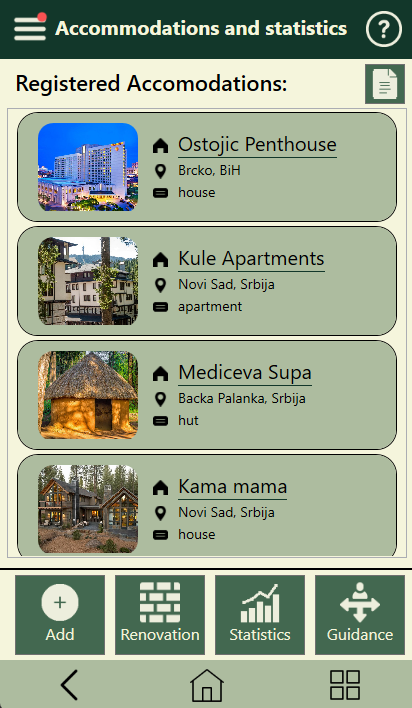 Accommodations and statistics
?
Registered Accomodations:
Ostojic Penthouse
Brcko, BiH
house
Kule Apartments
Novi Sad, Srbija
apartment
Mediceva Supa
Backa Palanka, Srbija
hut
Kama mama
Novi Sad, Srbija
house
Add
Renovation
Statistics
Guidance